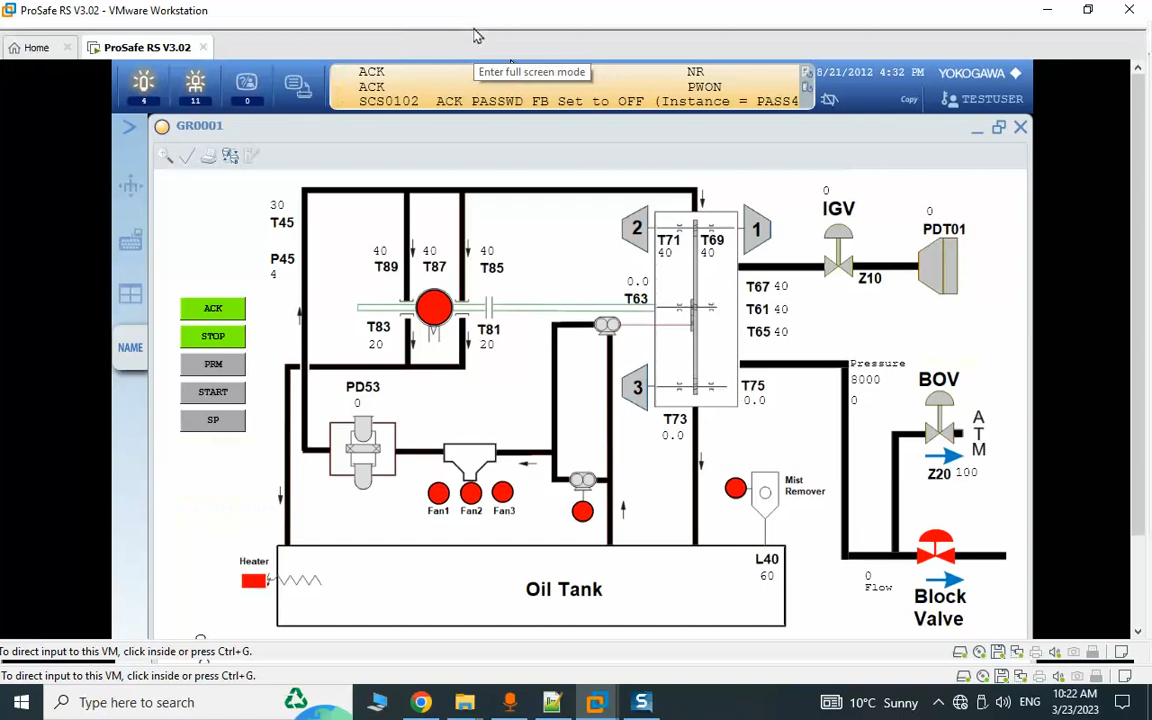 ProSafe RS V3.02 - VMware Workstation
Home
ProSafe RS V3.02
Enter full screen mode
4
11
0
ACK NR
ACK PWON
SCS0102 ACK PASSWD FB Set to OFF (Instance = PASS4
8/21/2012 4:32 PM
YOKOGAWA
Copy
TESTUSER
GR0001
NAME
30
T45
P45
4
40
T89
40
T87
40
T85
T83
20
T81
20
M
ACK
STOP
PRM
START
SP
PD53
0
Fan1
Fan2
Fan3
2
1
3
T71
40
T69
40
0.0
T63
T67 40
T61 40
T65 40
T75
0.0
T73
0.0
0
IGV
Z10
0
PDT01
Pressure
8000
0
BOV
A
T
M
Z20 100
0
Flow
Block
Valve
Mist
Remover
L40
60
Heater
Oil Tank
To direct input to this VM, click inside or press Ctrl+G.
To direct input to this VM, click inside or press Ctrl+G.
Type here to search
10°C Sunny
ENG
10:22 AM
3/23/2023